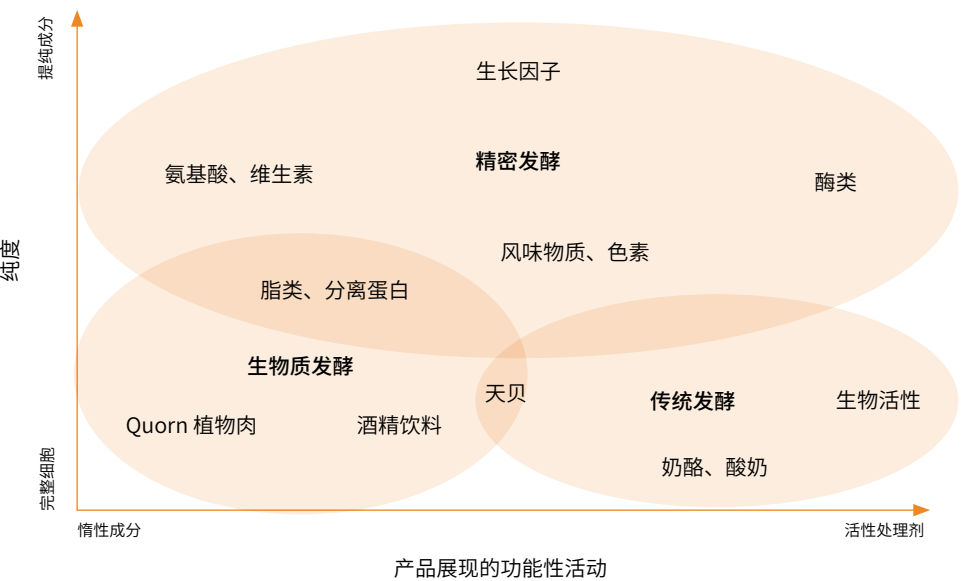 提纯成分
生长因子
精密发酵
氨基酸、维生素
酶类
纯度
风味物质、色素
脂类、分离蛋白
生物质发酵
天贝
传统发酵
生物活性
Quorn 植物肉
酒精饮料
奶酪、酸奶
完整细胞
惰性成分
活性处理剂
产品展现的功能性活动